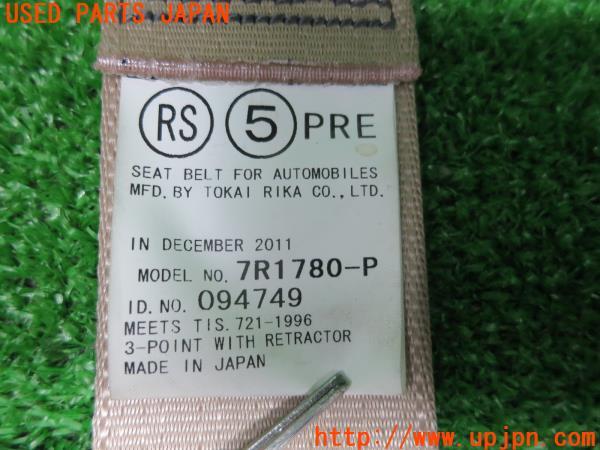 USED PARTS JAPAN
RS 5 PRE
SEAT BELT FOR AUTOMOBILES
MFD. BY TOKAI RIKA CO., LTD.
IN DECEMBER 2011
MODEL NO. 7R1780-P
ID. NO. 094749
MEETS TIS. 721-1996
3-POINT WITH RETRACTOR
MADE IN JAPAN
http://www.upjpn.com